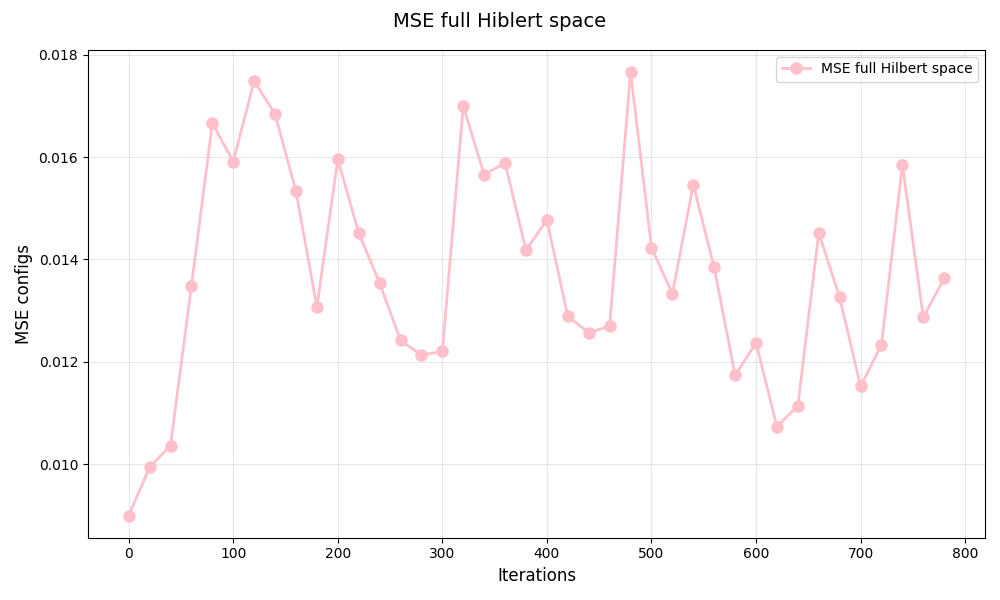 MSE full Hiblert space
0.018
MSE full Hilbert space
0.016
0.014
MSE configs
0.012
0.010
0 100 200 300 400 500 600 700 800
Iterations